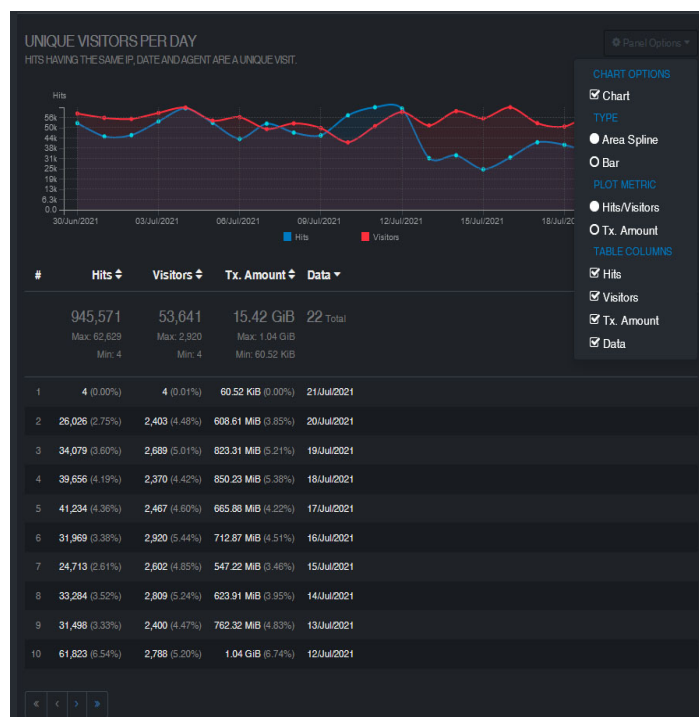 UNIQUE VISITORS PER DAY
HITS HAVING THE SAME IP, DATE AND AGENT ARE A UNIQUE VISIT.
Panel Options
CHART OPTIONS
Chart
TYPE
Area Spline
Bar
PLOT METRIC
Hits/Visitors
Tx. Amount
TABLE COLUMNS
Hits
Visitors
Tx. Amount
Data
Hits
56k
50k
44k
38k
31k
25k
19k
13k
6.3k
0.0
30/Jun/2021 03/Jul/2021 06/Jul/2021 09/Jul/2021 12/Jul/2021 15/Jul/2021 18/Jul/20
Hits Visitors
# Hits Visitors Tx. Amount Data
945,571 53,641 15.42 GiB 22 Total
Max: 62,629 Max: 2,920 Max: 1.04 GiB
Min: 4 Min: 4 Min: 60.52 KiB
1 4 (0.00%) 4 (0.01%) 60.52 KiB (0.00%) 21/Jul/2021
2 26,026 (2.75%) 2,403 (4.48%) 608.61 MiB (3.85%) 20/Jul/2021
3 34,079 (3.60%) 2,689 (5.01%) 823.31 MiB (5.21%) 19/Jul/2021
4 39,656 (4.19%) 2,370 (4.42%) 850.23 MiB (5.38%) 18/Jul/2021
5 41,234 (4.36%) 2,467 (4.60%) 665.88 MiB (4.22%) 17/Jul/2021
6 31,969 (3.38%) 2,920 (5.44%) 712.87 MiB (4.51%) 16/Jul/2021
7 24,713 (2.61%) 2,602 (4.85%) 547.22 MiB (3.46%) 15/Jul/2021
8 33,284 (3.52%) 2,809 (5.24%) 623.91 MiB (3.95%) 14/Jul/2021
9 31,498 (3.33%) 2,400 (4.47%) 762.32 MiB (4.83%) 13/Jul/2021
10 61,823 (6.54%) 2,788 (5.20%) 1.04 GiB (6.74%) 12/Jul/2021
« ‹ › »